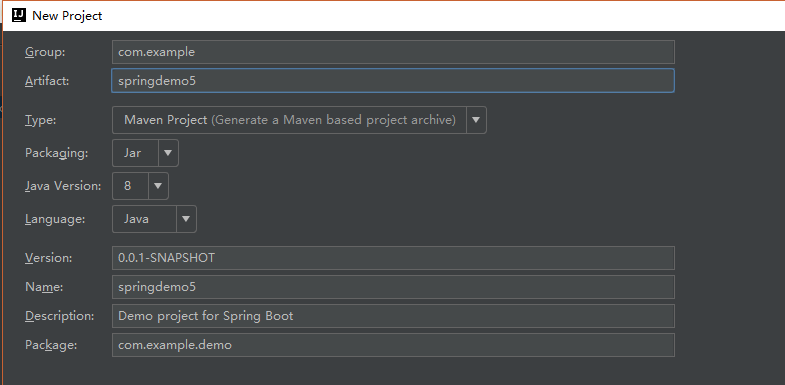 IJ New Project
Group: com.example
Artifact: springdemo5
Type: Maven Project (Generate a Maven based project archive)
Packaging: Jar
Java Version: 8
Language: Java
Version: 0.0.1-SNAPSHOT
Name: springdemo5
Description: Demo project for Spring Boot
Package: com.example.demo